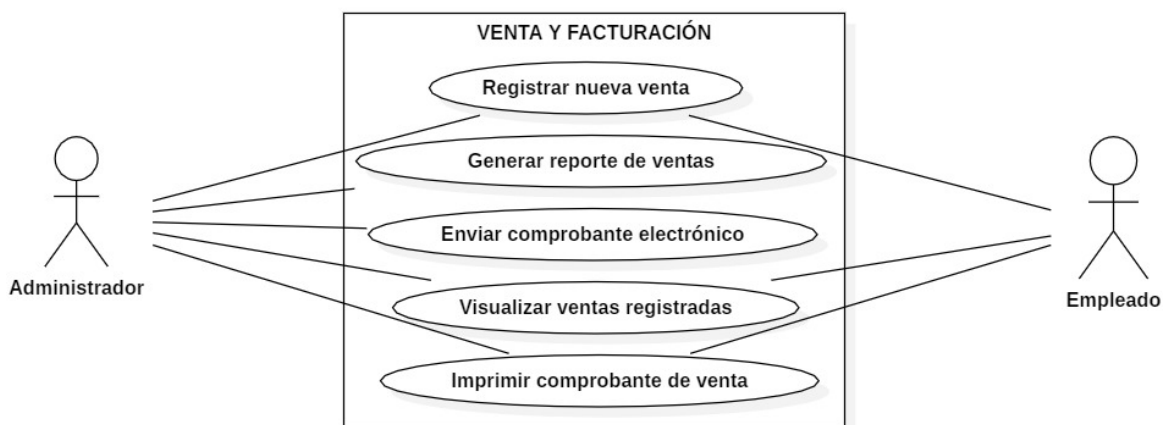 VENTA Y FACTURACIÓN
Registrar nueva venta
Generar reporte de ventas
Enviar comprobante electrónico
Visualizar ventas registradas
Imprimir comprobante de venta
Administrador
Empleado